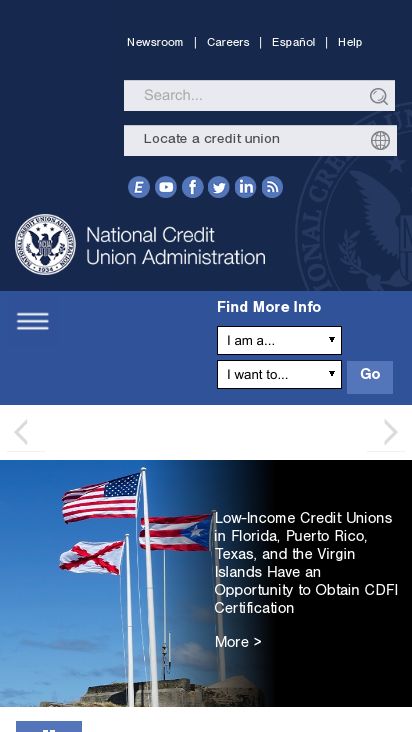 Newsroom | Careers | Español | Help
Search...
Locate a credit union
E
National Credit
Union Administration
Find More Info
I am a...
I want to...
Go
Low-Income Credit Unions
in Florida, Puerto Rico,
Texas, and the Virgin
Islands Have an
Opportunity to Obtain CDFI
Certification
More >